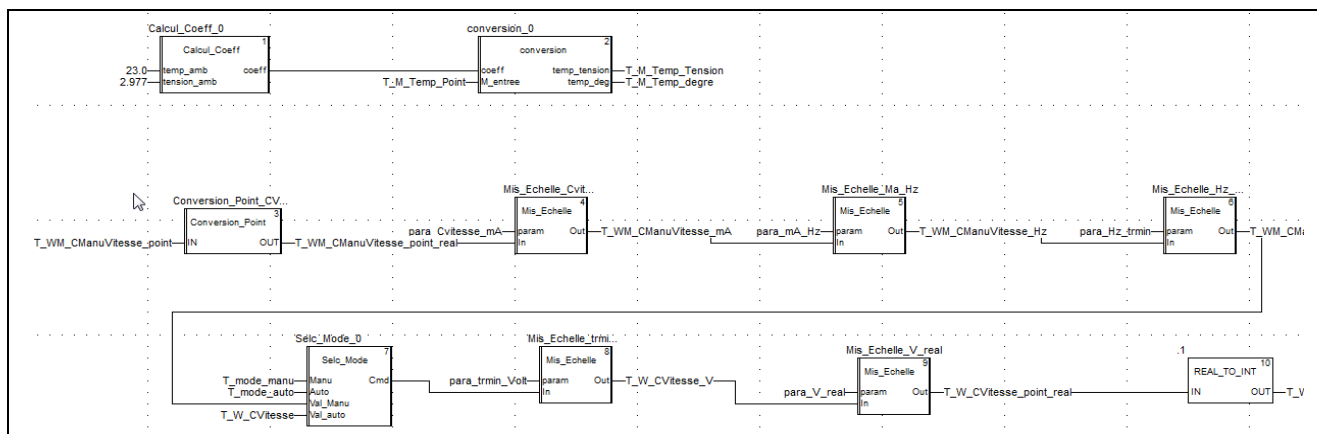 Calcul_Coeff_0 conversion_0
1 2
Calcul_Coeff conversion
23.0 temp_amb coeff coeff temp_tension T_M_Temp_Tension
2.977 tension_amb T_M_Temp_Point M_entree temp_deg T_M_Temp_degre
Conversion_Point_CV... Mis_Echelle_Cvit... Mis_Echelle_Ma_Hz Mis_Echelle_Hz_...
3 4 5 6
Conversion_Point Mis_Echelle Mis_Echelle Mis_Echelle
para_Cvitesse_mA param Out T_WM_CManuVitesse_mA para_mA_Hz param Out T_WM_CManuVitesse_Hz para_Hz_trmin param Out T_WM_CMa
T_WM_CManuVitesse_point IN OUT T_WM_CManuVitesse_point_real In In In
Selc_Mode_0 Mis_Echelle_trmi... Mis_Echelle_V_real .1
7 8 9 10
Selc_Mode Mis_Echelle Mis_Echelle REAL_TO_INT
T_mode_manu Manu Cmd para_trmin_Volt param Out T_W_CVitesse_V para_V_real param Out T_W_CVitesse_point_real IN OUT T_W
T_mode_auto Auto In In
Val_Manu
T_W_CVitesse Val_auto